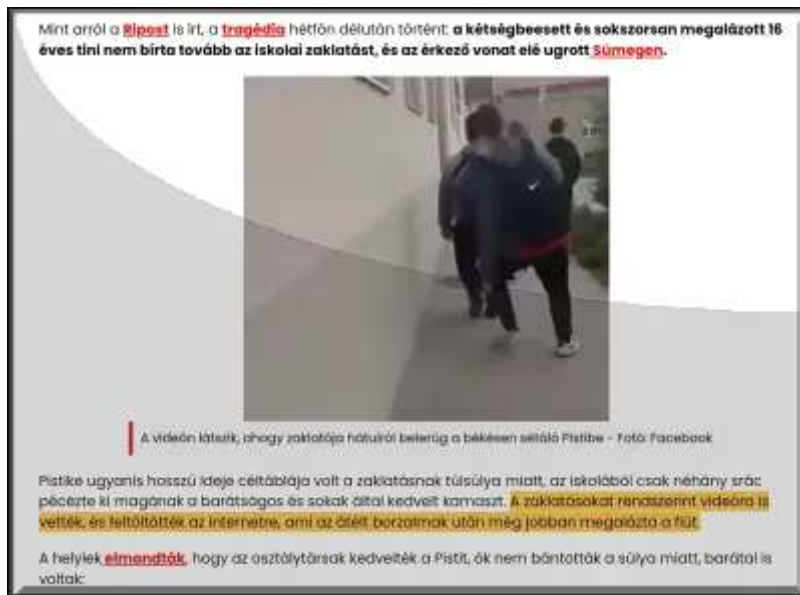 Mint arról a Ripost is írt, a tragédia hétfőn délután történt: a kétségbeesett és sokszorsan megalázott 16
éves tini nem bírta tovább az iskolai zaklatást, és az érkező vonat elé ugrott Sümegen.
A videón látszik, ahogy zaklatója hátulról belerúg a békésen sétáló Pistibe - Fotó: Facebook
Pistike ugyanis hosszú ideje céltáblája volt a zaklatásnak túlsúlya miatt, az iskolából csak néhány srác
pécézte ki magának a barátságos és sokak által kedvelt kamaszt. A zaklatásokat rendszerint videóra is
vették, és feltöltötték az internetre, ami az átélt borzalmak után még jobban megalázta a fiút.
A helyiek elmondták, hogy az osztálytársak kedvelték a Pistit, ők nem bántották a súlya miatt, barátai is
voltak: